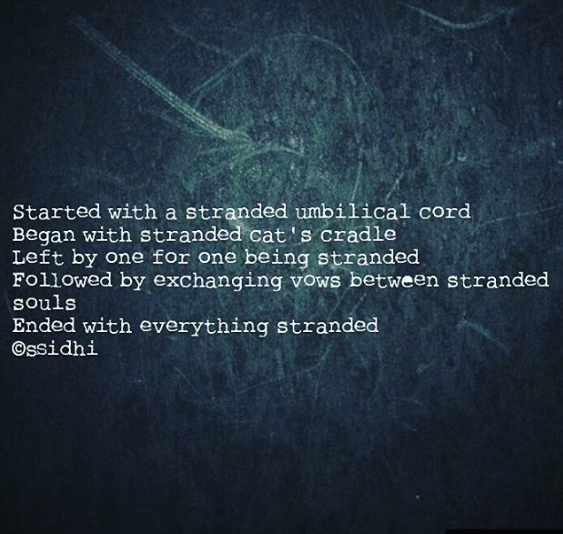 Started with a stranded umbilical cord
Began with stranded cat's cradle
Left by one for one being stranded
Followed by exchanging vows between stranded
souls
Ended with everything stranded
©ssidhi